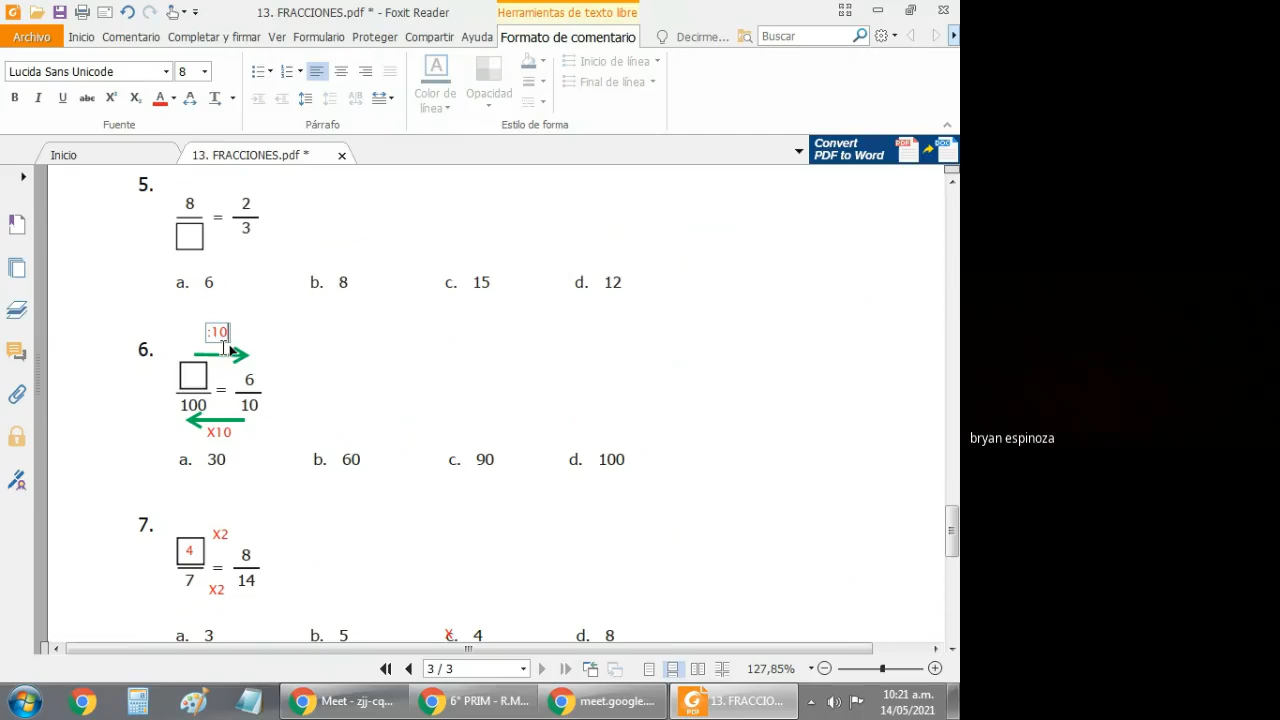 13. FRACCIONES.pdf * - Foxit Reader
Herramientas de texto libre
Archivo Inicio Comentario Completar y firmar Ver Formulario Proteger Compartir Ayuda Formato de comentario Decirme... Buscar
Lucida Sans Unicode 8
Color de línea Opacidad Inicio de línea
Final de línea
Fuente Párrafo Estilo de forma
Inicio 13. FRACCIONES.pdf *
Convert PDF to Word
5.
8 2
=
3
a. 6 b. 8 c. 15 d. 12
:10
6.
6
=
100 10
X10
a. 30 b. 60 c. 90 d. 100
7.
X2
4 8
=
7 14
X2
a. 3 b. 5 c. 4 d. 8
X
bryan espinoza
3 / 3 127,85%
Meet - zjj-cq... 6° PRIM - R.M... meet.google.... 13. FRACCIO...
10:21 a.m.
14/05/2021